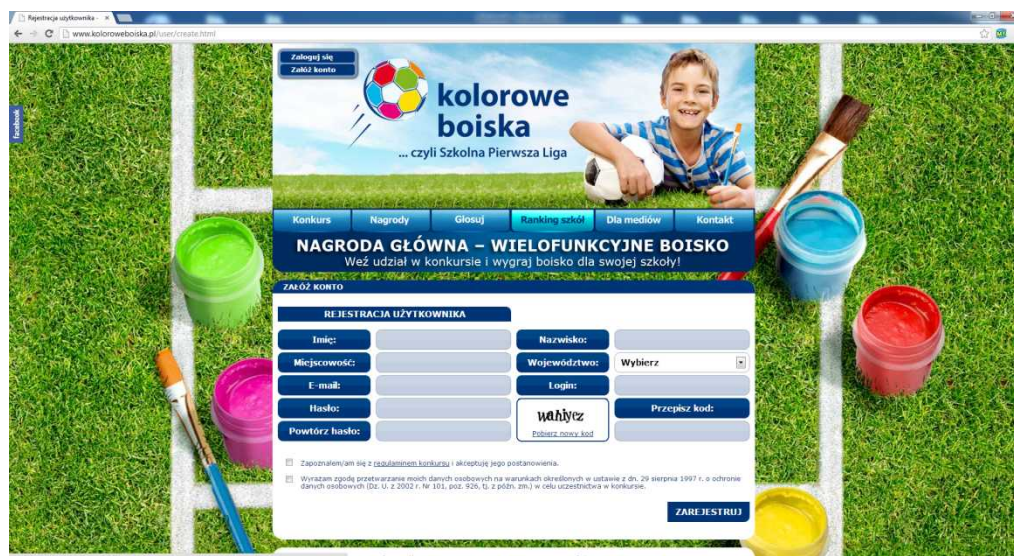 Rejestracja użytkownika -
www.koloroweboiska.pl/user/create.html
Zaloguj się
Załóż konto
facebook
kolorowe
boiska
... czyli Szkolna Pierwsza Liga
Konkurs Nagrody Głosuj Ranking szkół Dla mediów Kontakt
NAGRODA GŁÓWNA – WIELOFUNKCYJNE BOISKO
Weź udział w konkursie i wygraj boisko dla swojej szkoły!
ZAŁÓŻ KONTO
REJESTRACJA UŻYTKOWNIKA
Imię: Nazwisko:
Miejscowość: Województwo: Wybierz
E-mail: Login:
Hasło: Przepisz kod:
Powtórz hasło: Pobierz nowy kod
Zapoznałem/am się z regulaminem konkursu i akceptuję jego postanowienia.
Wyrażam zgodę przetwarzanie moich danych osobowych na warunkach określonych w ustawie z dn. 29 sierpnia 1997 r. o ochronie
danych osobowych (Dz. U. z 2002 r. Nr 101, poz. 926, tj. z późn. zm.) w celu uczestnictwa w konkursie.
ZAREJESTRUJ